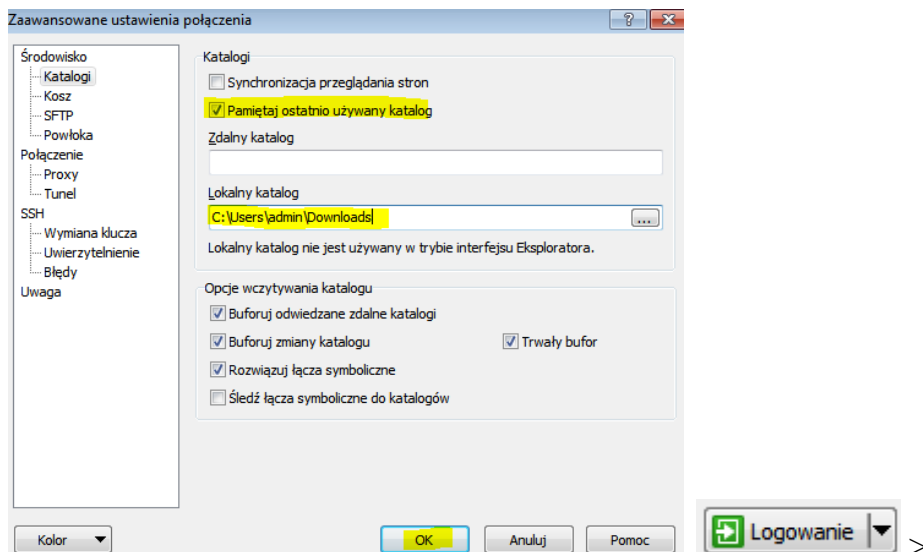 Zaawansowane ustawienia połączenia
Środowisko
Katalogi
Kosz
SFTP
Powłoka
Połączenie
Proxy
Tunel
SSH
Wymiana klucza
Uwierzytelnienie
Błędy
Uwaga
Katalogi
Synchronizacja przeglądania stron
Pamiętaj ostatnio używany katalog
Zdalny katalog
Lokalny katalog
C:\Users\admin\Downloads
...
Lokalny katalog nie jest używany w trybie interfejsu Eksploratora.
Opcje wczytywania katalogu
Buforuj odwiedzane zdalne katalogi
Buforuj zmiany katalogu Trwały bufor
Rozwiązuj łącza symboliczne
Śledź łącza symboliczne do katalogów
Kolor OK Anuluj Pomoc
Logowanie >